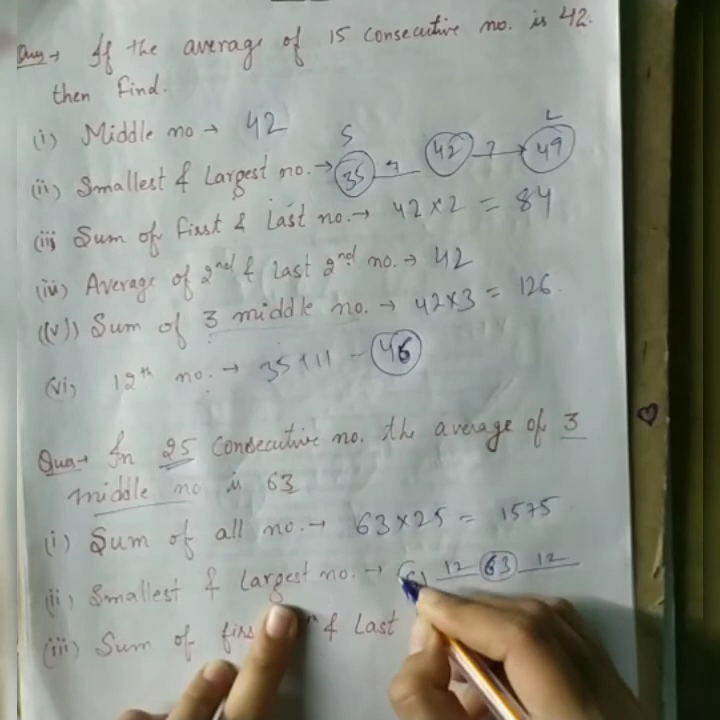 Ques→ If the average of 15 consecutive no. is 42.
then find.
(i) Middle no → 42
S L
(ii) Smallest & Largest no. → 35 7 42 7 → 49
(iii) Sum of first & last no. → 42×2 = 84
(iv) Average of 2nd & last 2nd no. → 42
(v) Sum of 3 middle no. → 42×3 = 126.
(vi) 12th no. → 35+11 - 46
Ques→ In 25 Consecutive no. the average of 3
middle no is 63
(i) Sum of all no. → 63×25 = 1575
(ii) Smallest & largest no. → 12 63 12
(iii) Sum of & Last